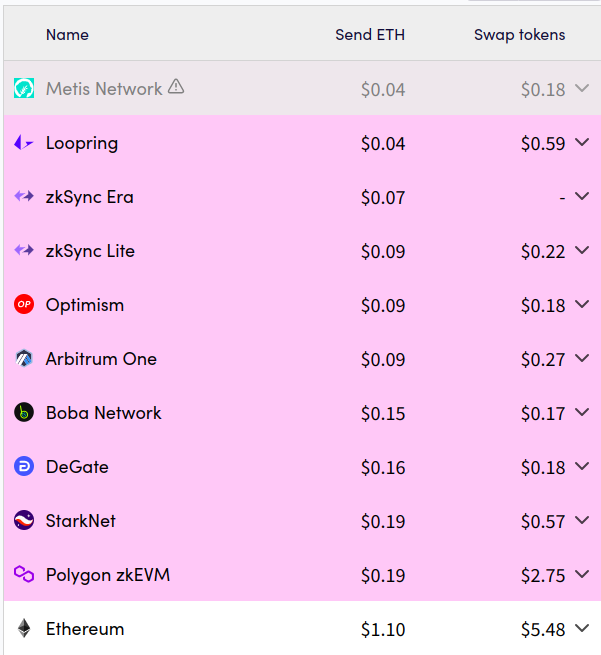 Name Send ETH Swap tokens
Metis Network $0.04 $0.18
Loopring $0.04 $0.59
zkSync Era $0.07 -
zkSync Lite $0.09 $0.22
OP Optimism $0.09 $0.18
Arbitrum One $0.09 $0.27
Boba Network $0.15 $0.17
DeGate $0.16 $0.18
StarkNet $0.19 $0.57
Polygon zkEVM $0.19 $2.75
Ethereum $1.10 $5.48